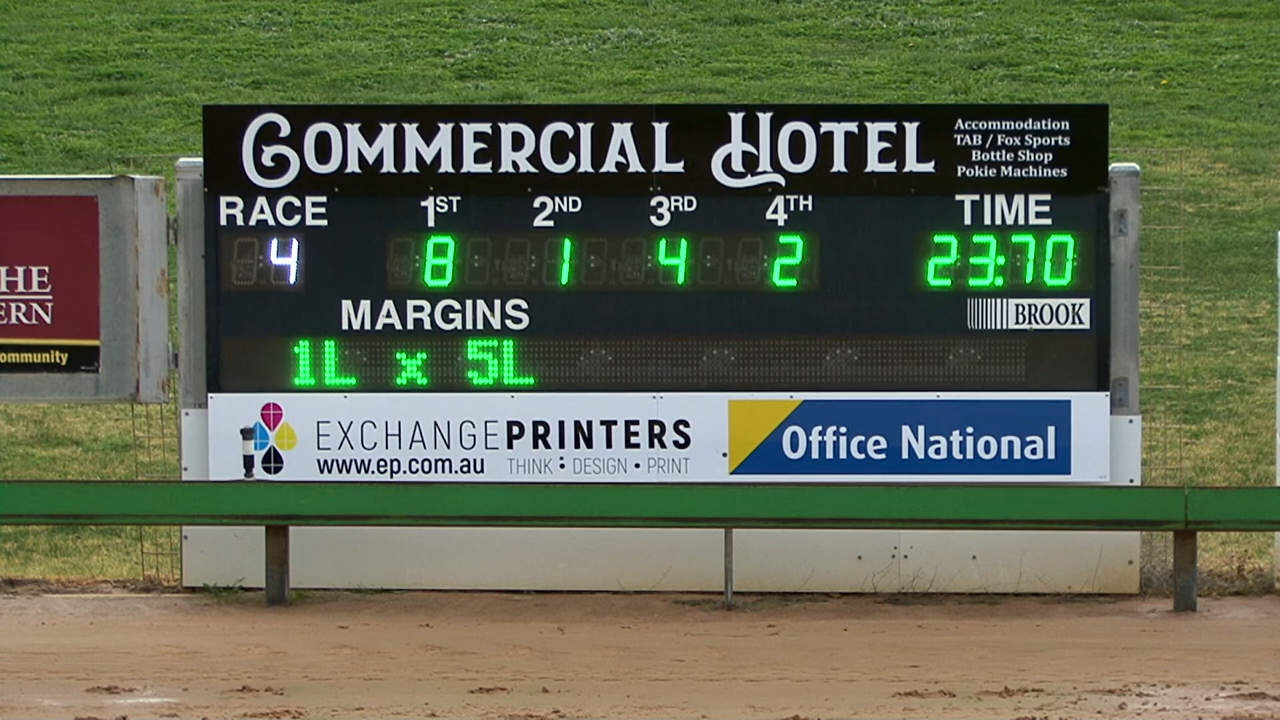 COMMERCIAL HOTEL
Accommodation
TAB / Fox Sports
Bottle Shop
Pokie Machines
RACE 1ST 2ND 3RD 4TH TIME
4 8 1 4 2 23:70
MARGINS
BROOK
1L x 5L
HE
ERN
ommunity
EXCHANGEPRINTERS
www.ep.com.au THINK : DESIGN • PRINT
Office National